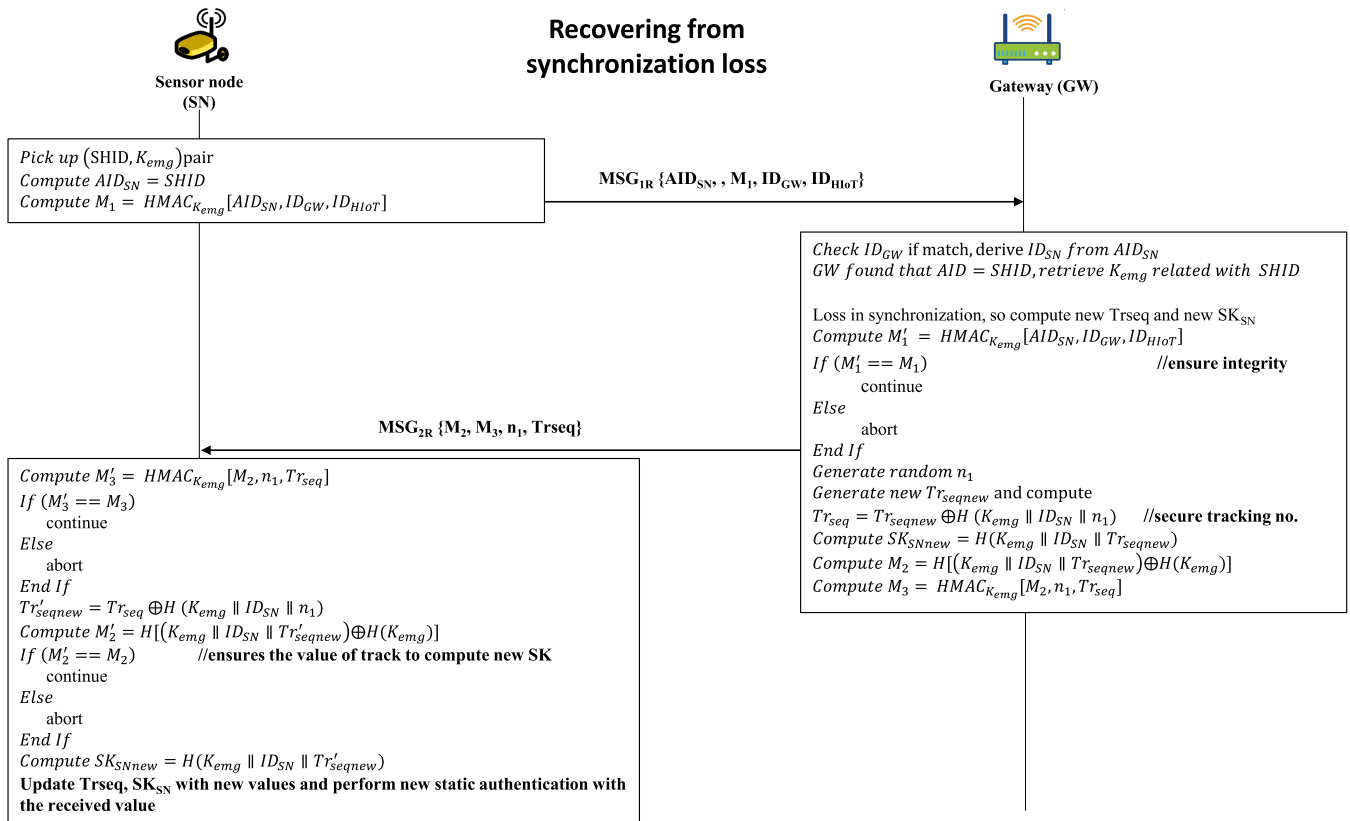 Recovering from
synchronization loss
Sensor node
(SN)
Gateway (GW)
Pick up (SHID, K_emg)pair
Compute AID_SN = SHID
Compute M_1 = HMAC_K_emg[AID_SN, ID_GW, ID_HIoT]
MSG_1R {AID_SN, , M_1, ID_GW, ID_HIoT}
Check ID_GW if match, derive ID_SN from AID_SN
GW found that AID = SHID, retrieve K_emg related with SHID
Loss in synchronization, so compute new Trseq and new SK_SN
Compute M′_1 = HMAC_K_emg[AID_SN, ID_GW, ID_HIoT]
If (M′_1 == M_1) //ensure integrity
continue
Else
abort
End If
Generate random n_1
Generate new Tr_seqnew and compute
Tr_seq = Tr_seqnew ⊕H (K_emg ∥ ID_SN ∥ n_1) //secure tracking no.
Compute SK_SNnew = H(K_emg ∥ ID_SN ∥ Tr_seqnew)
Compute M_2 = H[(K_emg ∥ ID_SN ∥ Tr_seqnew)⊕H(K_emg)]
Compute M_3 = HMAC_K_emg[M_2, n_1, Tr_seq]
MSG_2R {M_2, M_3, n_1, Trseq}
Compute M′_3 = HMAC_K_emg[M_2, n_1, Tr_seq]
If (M′_3 == M_3)
continue
Else
abort
End If
Tr′_seqnew = Tr_seq ⊕H (K_emg ∥ ID_SN ∥ n_1)
Compute M′_2 = H[(K_emg ∥ ID_SN ∥ Tr′_seqnew)⊕H(K_emg)]
If (M′_2 == M_2) //ensures the value of track to compute new SK
continue
Else
abort
End If
Compute SK_SNnew = H(K_emg ∥ ID_SN ∥ Tr′_seqnew)
Update Trseq, SK_SN with new values and perform new static authentication with
the received value